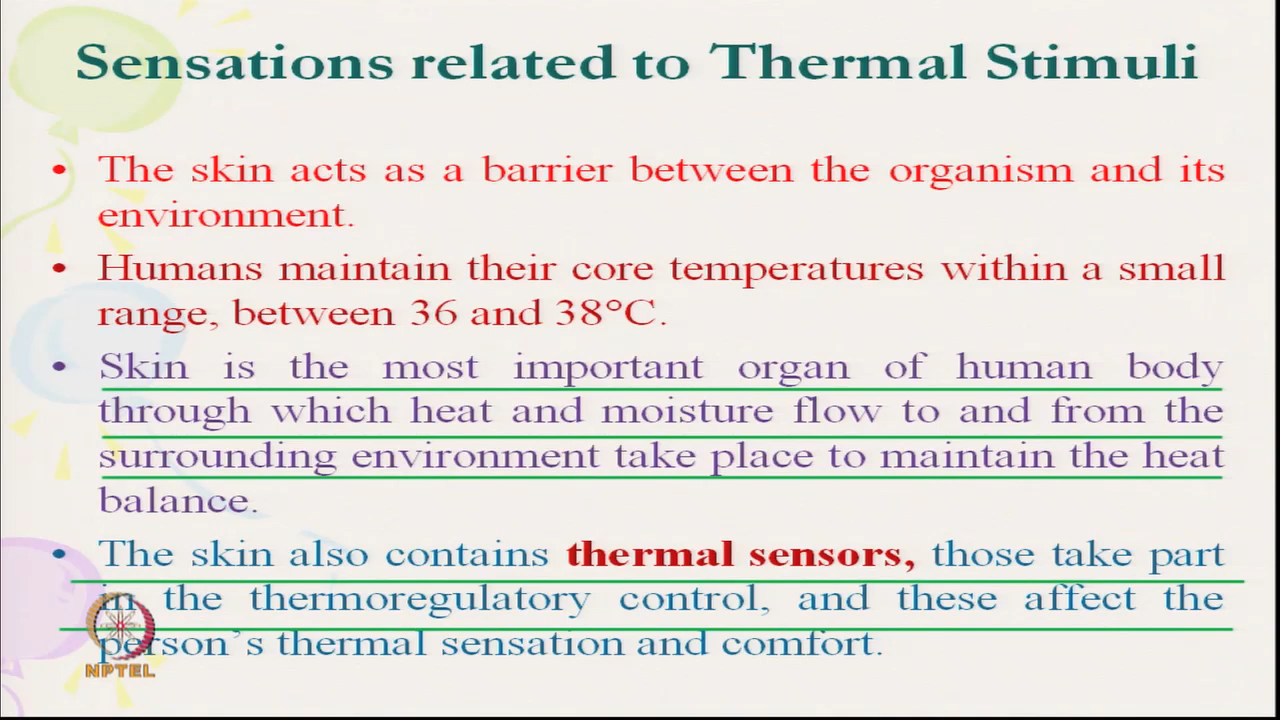 Sensations related to Thermal Stimuli
• The skin acts as a barrier between the organism and its
environment.
• Humans maintain their core temperatures within a small
range, between 36 and 38°C.
• Skin is the most important organ of human body
through which heat and moisture flow to and from the
surrounding environment take place to maintain the heat
balance.
• The skin also contains thermal sensors, those take part
in the thermoregulatory control, and these affect the
person’s thermal sensation and comfort.
NPTEL